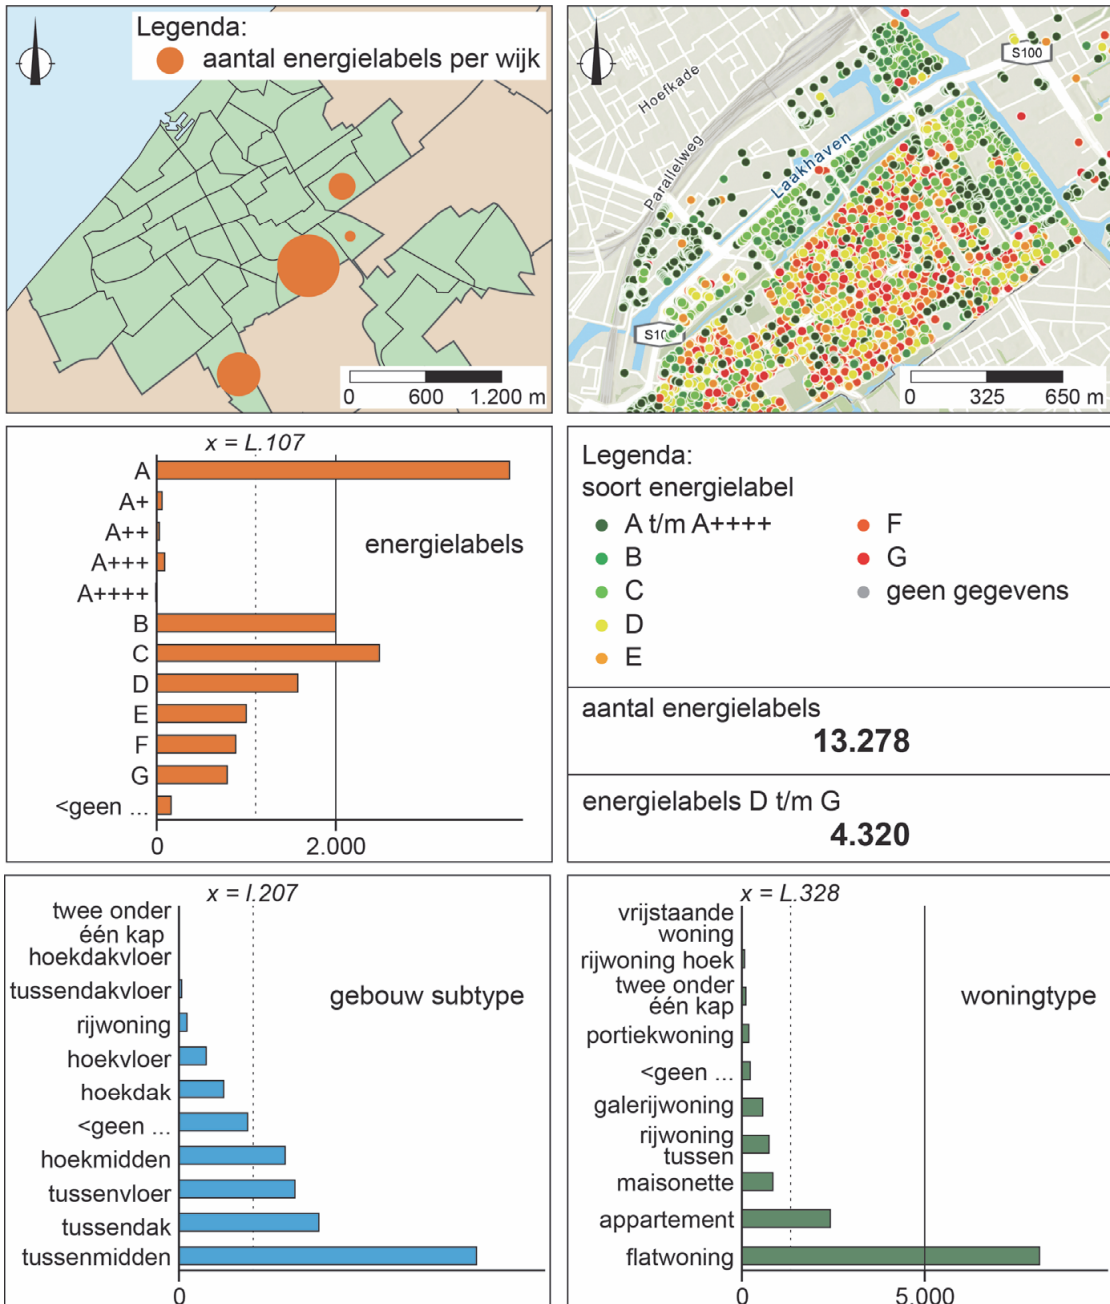 Legenda:
aantal energielabels per wijk
0 600 1.200 m
Hoefkade
Parallelweg
Laakhaven
S100
S10
0 325 650 m
x = L.107
A
A+
A++
A+++
A++++
B
C
D
E
F
G
<geen ...
energielabels
0 2.000
Legenda:
soort energielabel
A t/m A++++
B
C
D
E
F
G
geen gegevens
aantal energielabels
13.278
energielabels D t/m G
4.320
x = l.207
twee onder
één kap
hoekdakvloer
tussendakvloer
rijwoning
hoekvloer
hoekdak
<geen ...
hoekmidden
tussenvloer
tussendak
tussenmidden
gebouw subtype
0
x = L.328
vrijstaande
woning
rijwoning hoek
twee onder
één kap
portiekwoning
<geen ...
galerijwoning
rijwoning
tussen
maisonette
appartement
flatwoning
woningtype
0 5.000